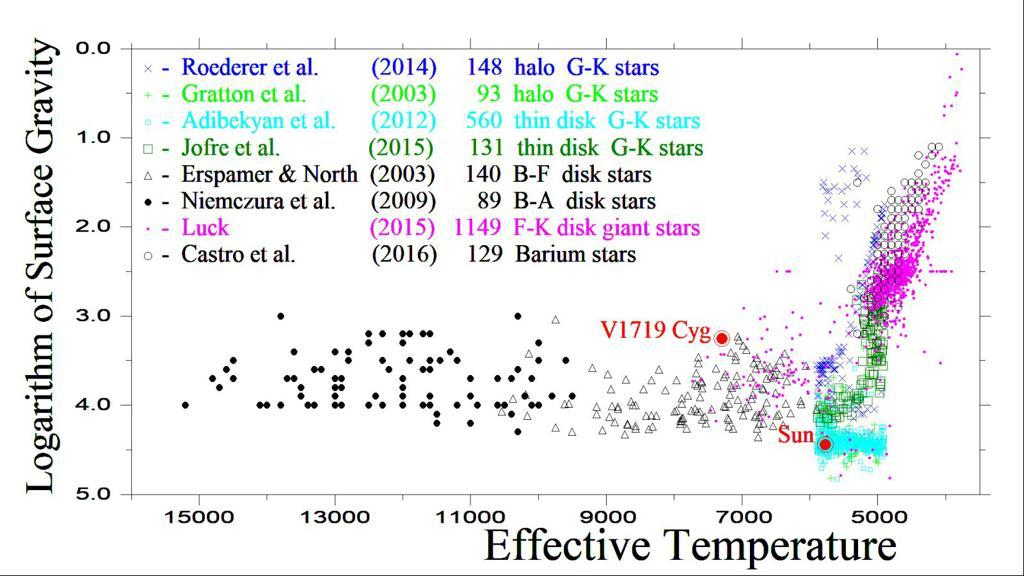 Logarithm of Surface Gravity
0.0
1.0
2.0
3.0
4.0
5.0
× - Roederer et al. (2014) 148 halo G-K stars
+ - Gratton et al. (2003) 93 halo G-K stars
□ - Adibekyan et al. (2012) 560 thin disk G-K stars
□ - Jofre et al. (2015) 131 thin disk G-K stars
△ - Erspamer & North (2003) 140 B-F disk stars
• - Niemczura et al. (2009) 89 B-A disk stars
· - Luck (2015) 1149 F-K disk giant stars
○ - Castro et al. (2016) 129 Barium stars
V1719 Cyg
Sun
15000 13000 11000 9000 7000 5000
Effective Temperature